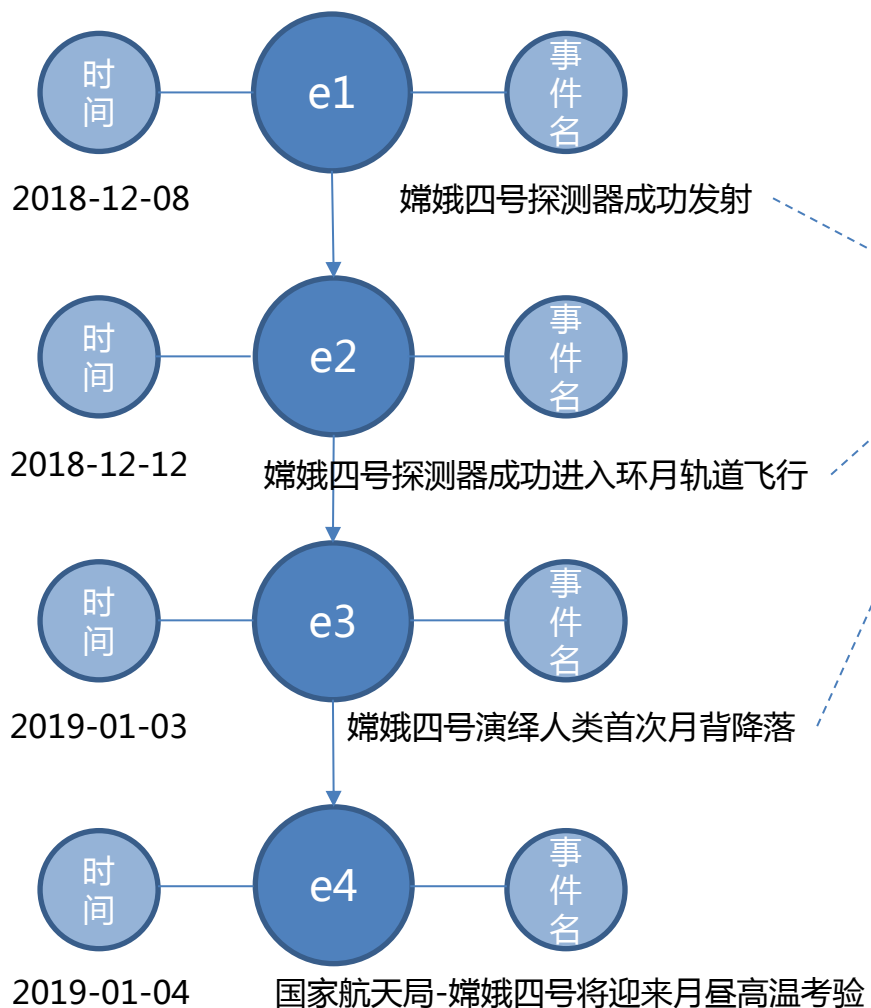 时间
e1
事件名
2018-12-08
嫦娥四号探测器成功发射
时间
e2
事件名
2018-12-12
嫦娥四号探测器成功进入环月轨道飞行
时间
e3
事件名
2019-01-03
嫦娥四号演绎人类首次月背降落
时间
e4
事件名
2019-01-04
国家航天局-嫦娥四号将迎来月昼高温考验